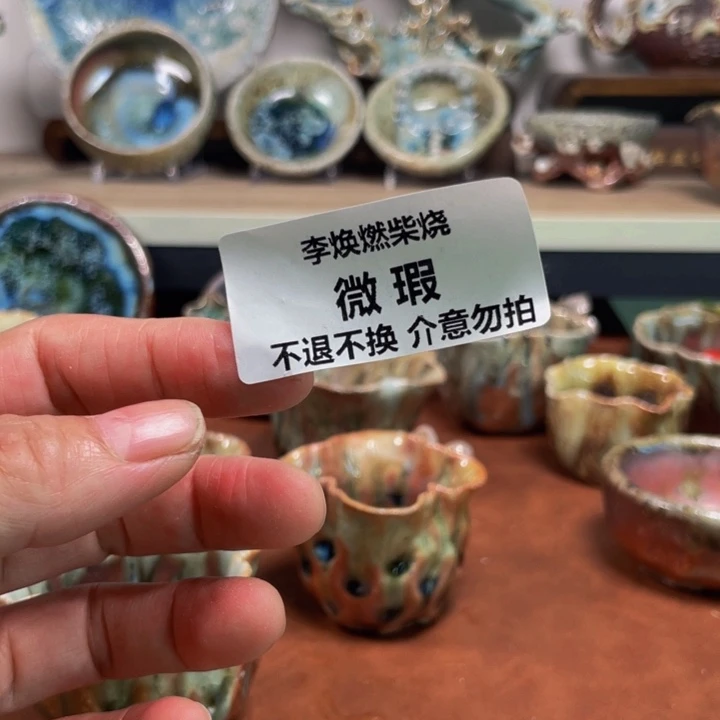 李焕燃柴烧
微瑕
不退不换 介意勿拍